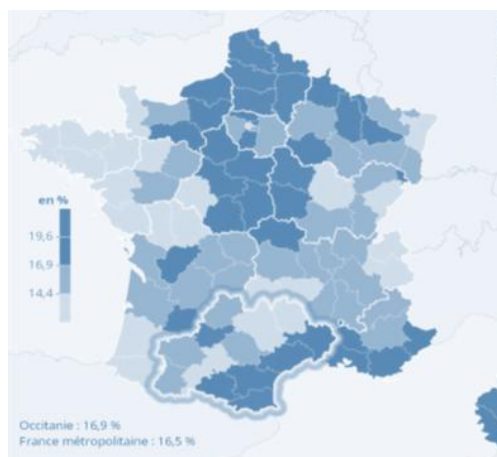 en %
19,6
16,9
14,4
Occitanie : 16,9 %
France métropolitaine : 16,5 %